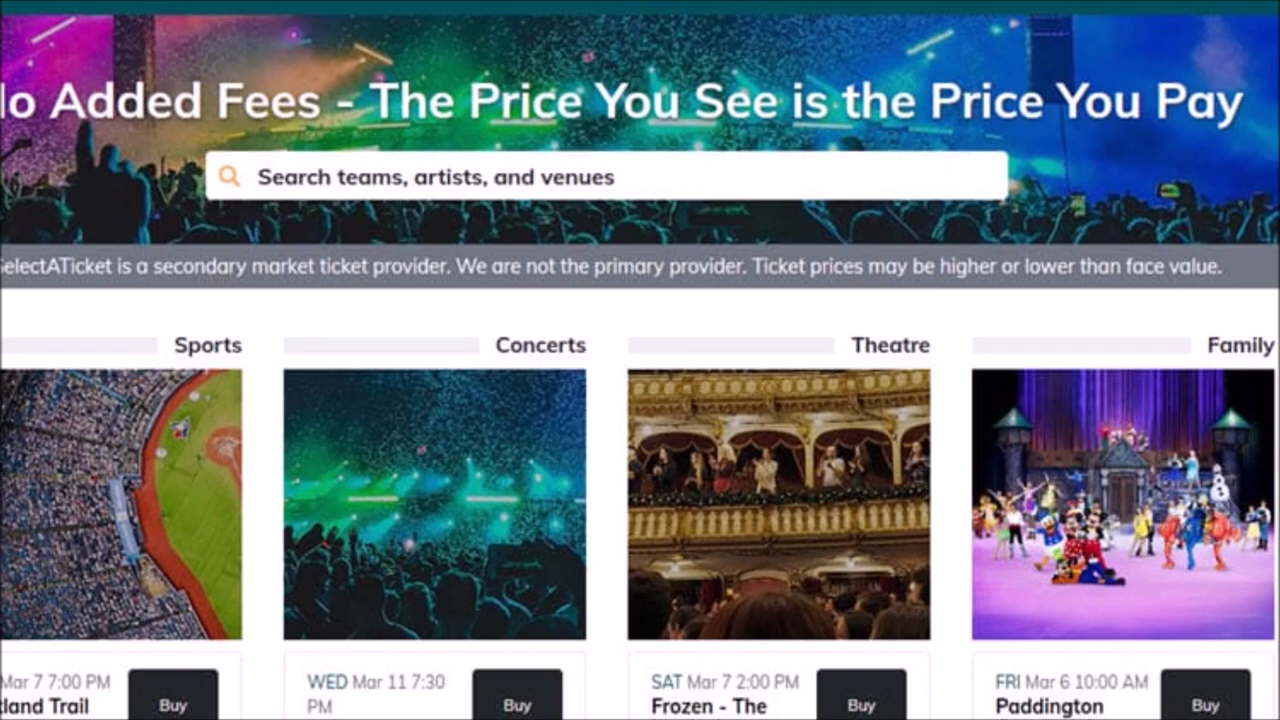 lo Added Fees - The Price You See is the Price You Pay
Search teams, artists, and venues
SelectATicket is a secondary market ticket provider. We are not the primary provider. Ticket prices may be higher or lower than face value.
Sports
Concerts
Theatre
Family
Mar 7 7:00 PM
tland Trail
Buy
WED Mar 11 7:30
PM
Buy
SAT Mar 7 2:00 PM
Frozen - The
Buy
FRI Mar 6 10:00 AM
Paddington
Buy